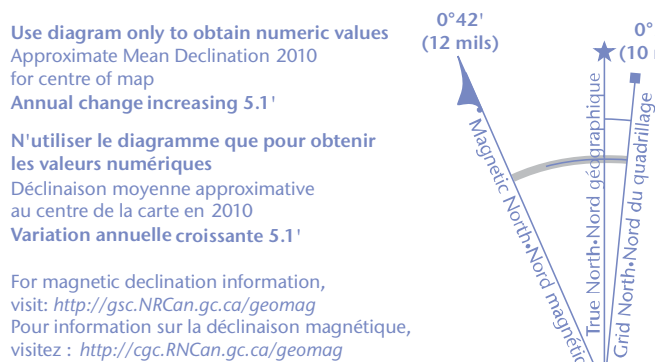 Use diagram only to obtain numeric values
Approximate Mean Declination 2010
for centre of map
Annual change increasing 5.1'
N'utiliser le diagramme que pour obtenir
les valeurs numériques
Déclinaison moyenne approximative
au centre de la carte en 2010
Variation annuelle croissante 5.1'
For magnetic declination information,
visit: http://gsc.NRCan.gc.ca/geomag
Pour information sur la déclinaison magnétique,
visitez : http://cgc.RNCan.gc.ca/geomag
0°42'
(12 mils)
0°
(10
Magnetic North•Nord magnétic
True North•Nord géographique
Grid North•Nord du quadrillage